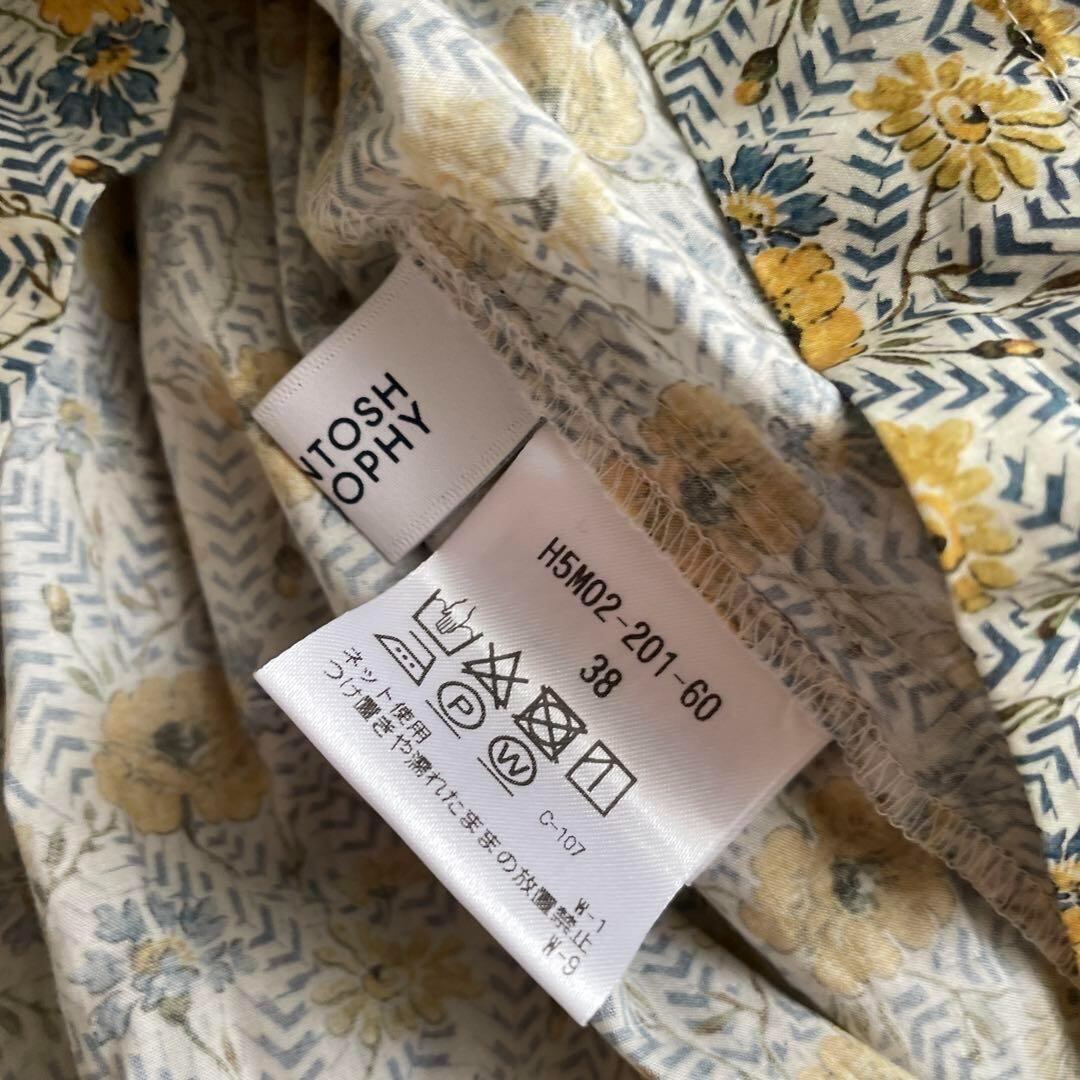 NTOSH
OPHY
H5M02-201-60
38
P
W
C-107
ネット使用
W-1
つけ置きや濡れたままの放置禁止
W-9